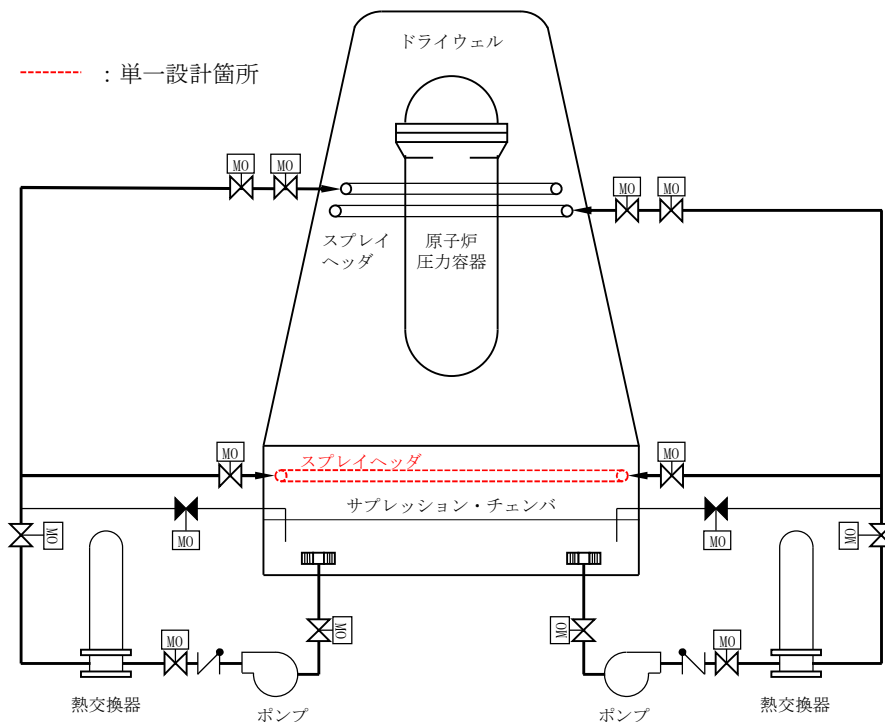 ドライウェル
：単一設計箇所
MO
MO
MO
MO
スプレイ
ヘッダ
原子炉
圧力容器
MO
スプレイヘッダ
MO
サプレッション・チェンバ
MO
MO
MO
MO
MO
MO
MO
MO
熱交換器
ポンプ
ポンプ
熱交換器